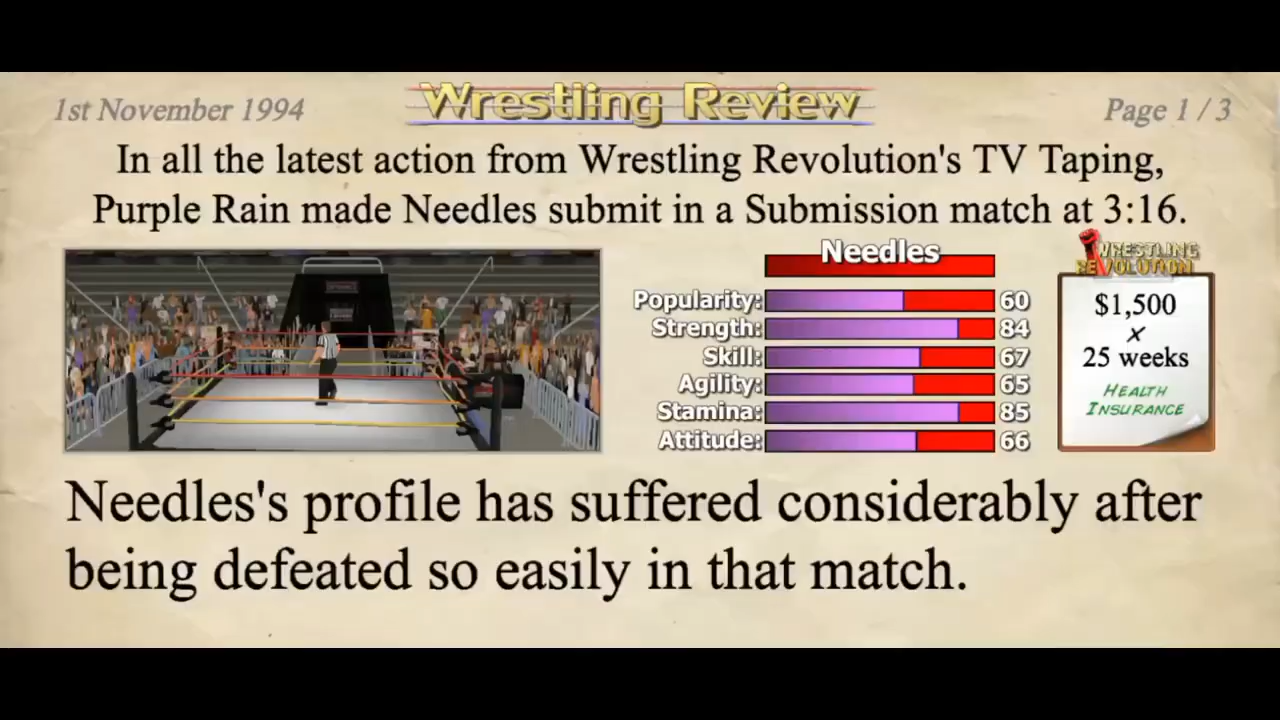 1st November 1994
Wrestling Review
Page 1 / 3
In all the latest action from Wrestling Revolution's TV Taping,
Purple Rain made Needles submit in a Submission match at 3:16.
Needles
Popularity: 60
Strength: 84
Skill: 67
Agility: 65
Stamina: 85
Attitude: 66
WRESTLING
REVOLUTION
$1,500
x
25 weeks
HEALTH
INSURANCE
Needles's profile has suffered considerably after
being defeated so easily in that match.